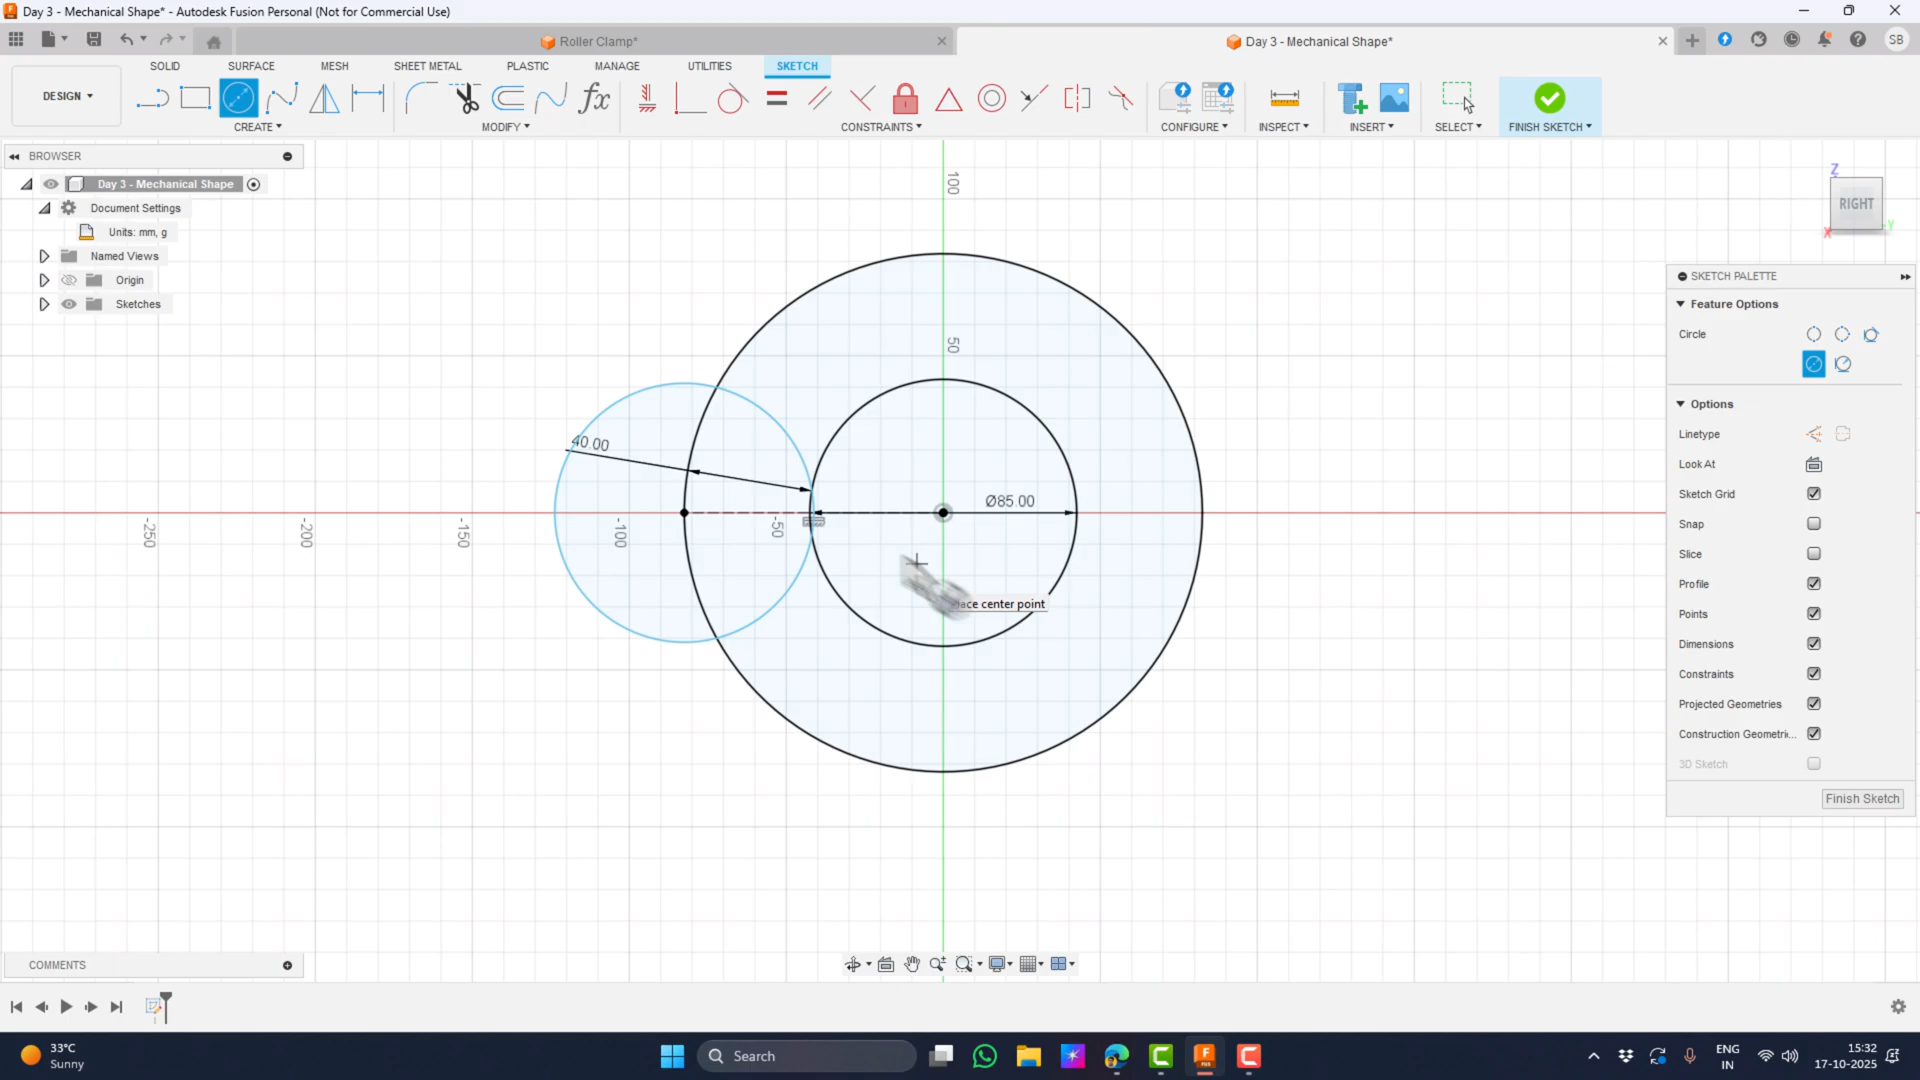 Day 3 - Mechanical Shape* - Autodesk Fusion Personal (Not for Commercial Use)
Roller Clamp*
Day 3 - Mechanical Shape*
SB
SOLID
SURFACE
MESH
SHEET METAL
PLASTIC
MANAGE
UTILITIES
SKETCH
DESIGN
fx
CREATE
MODIFY
CONSTRAINTS
CONFIGURE
INSPECT
INSERT
SELECT
FINISH SKETCH
BROWSER
Day 3 - Mechanical Shape
Document Settings
Units: mm, g
Named Views
Origin
Sketches
100
50
-250
-200
-150
-100
-50
40.00
Ø85.00
ace center point
Z
RIGHT
X
Y
SKETCH PALETTE
Feature Options
Circle
Options
Linetype
Look At
Sketch Grid
Snap
Slice
Profile
Points
Dimensions
Constraints
Projected Geometries
Construction Geometri...
3D Sketch
Finish Sketch
COMMENTS
33°C
Sunny
Search
ENG
IN
15:32
17-10-2025